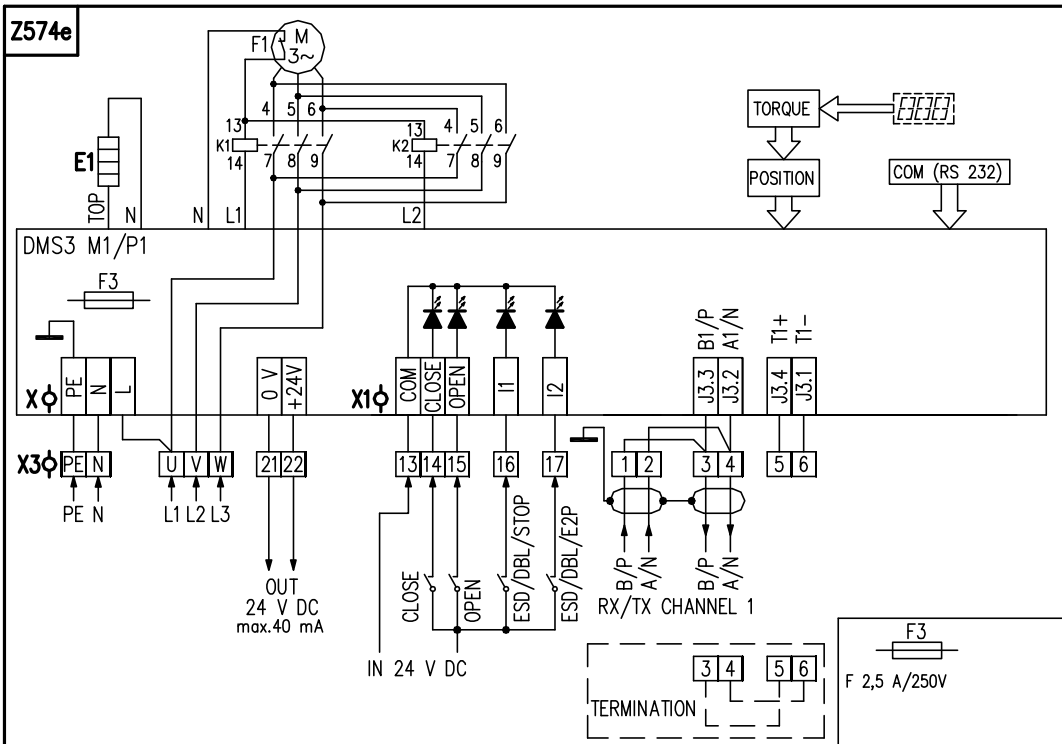 Z574e
F1 M
3~
4 5 6
13
K1
14
7 8 9
4 5 6
13
K2
14
7 8 9
E1
TOP N
N L1 L2
TORQUE
POSITION
COM (RS 232)
DMS3 M1/P1
F3
X PE N L
0 V +24V
X1 COM CLOSE OPEN I1 I2
B1/P A1/N T1+ T1-
J3.3 J3.2 J3.4 J3.1
X3 PE N U V W 21 22 13 14 15 16 17 1 2 3 4 5 6
PE N L1 L2 L3
OUT
24 V DC
max.40 mA
CLOSE OPEN ESD/DBL/STOP ESD/DBL/E2P
IN 24 V DC
B/P A/N B/P A/N
RX/TX CHANNEL 1
3 4 5 6
TERMINATION
F3
F 2,5 A/250V